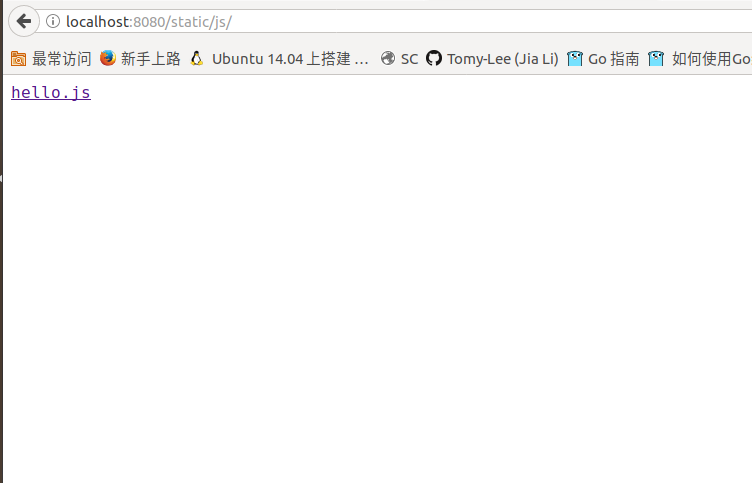 localhost:8080/static/js/
最常访问 新手上路 Ubuntu 14.04 上搭建 … SC Tomy-Lee (Jia Li) Go 指南 如何使用Go
hello.js